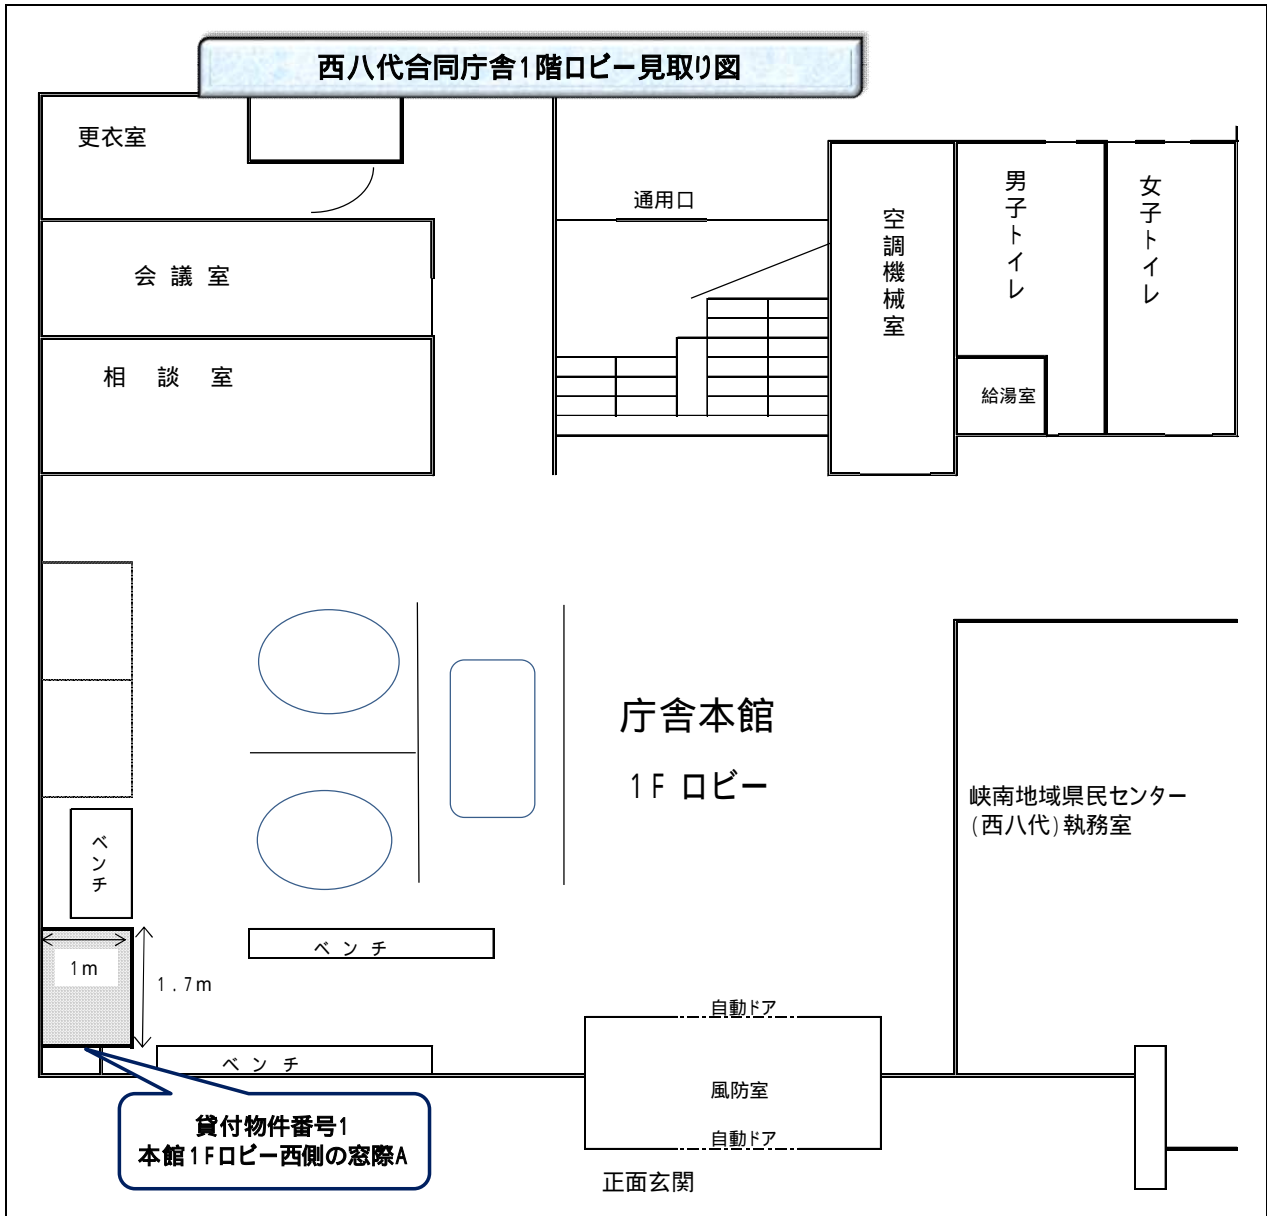 西八代合同庁舎1階ロビー見取り図
更衣室
通用口
男子トイレ
女子トイレ
空調機械室
会 議 室
相 談 室
給湯室
庁舎本館
1F ロビー
峡南地域県民センター
(西八代)執務室
ベンチ
ベ ン チ
1m
1.7m
自動ドア
ベ ン チ
風防室
自動ドア
貸付物件番号1
本館1Fロビー西側の窓際A
正面玄関